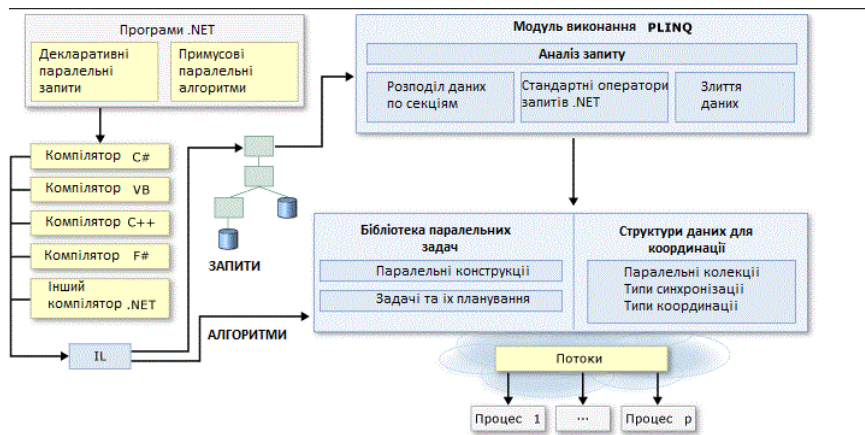 Програми .NET
Декларативні
паралельні
запити
Примусові
паралельні
алгоритми
Компілятор C#
Компілятор VB
Компілятор C++
Компілятор F#
Інший
компілятор .NET
IL
ЗАПИТИ
АЛГОРИТМИ
Модуль виконання PLINQ
Аналіз запиту
Розподіл даних
по секціям
Стандартні оператори
запитів .NET
Злиття
даних
Бібліотека паралельних
задач
Паралельні конструкції
Задачі та їх планування
Структури даних для
координації
Паралельні колекції
Типи синхронізації
Типи координації
Потоки
Процес 1
...
Процес p